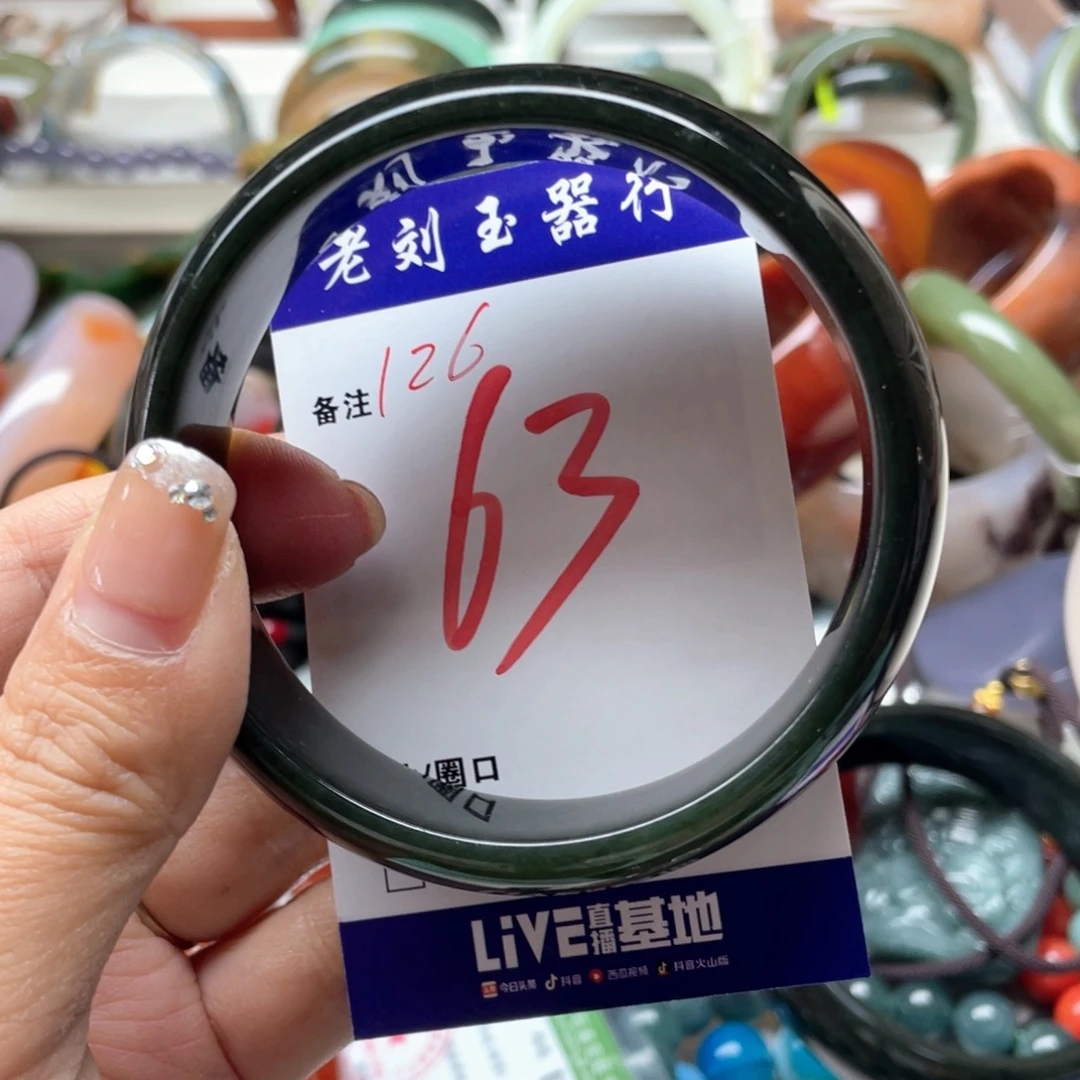 老刘玉器行
备注 126
63
圈口
LiVE直播基地
今日头条 抖音 西瓜视频 抖音火山版